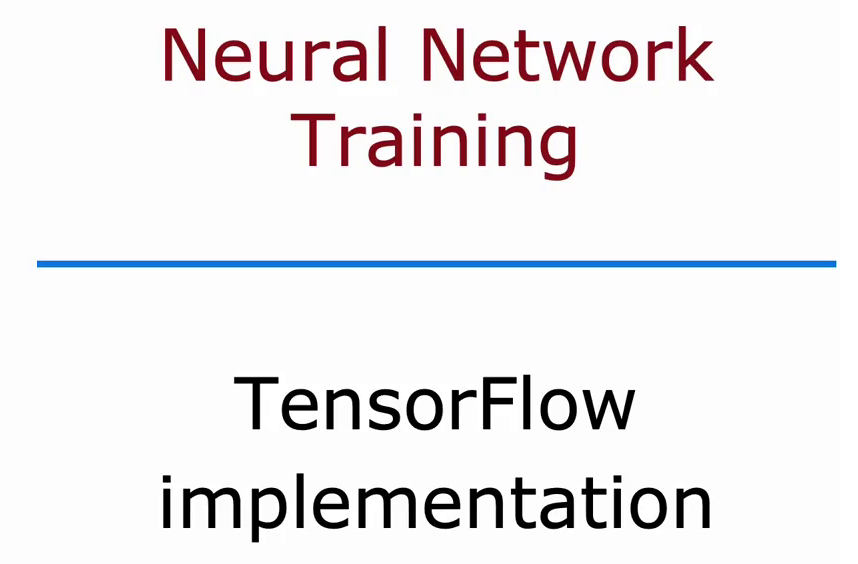 Neural Network
Training
TensorFlow
implementation